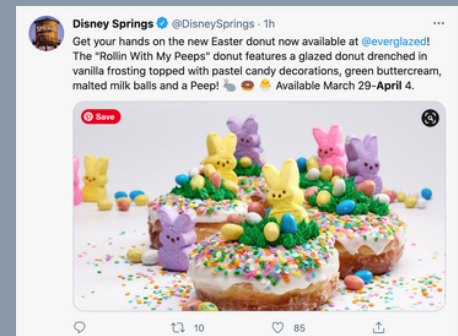 Disney Springs @DisneySprings · 1h
Get your hands on the new Easter donut now available at @everglazed!
The "Rollin With My Peeps" donut features a glazed donut drenched in
vanilla frosting topped with pastel candy decorations, green buttercream,
malted milk balls and a Peep! 🐇 🍩 🐣 Available March 29-April 4.
Save
10 85